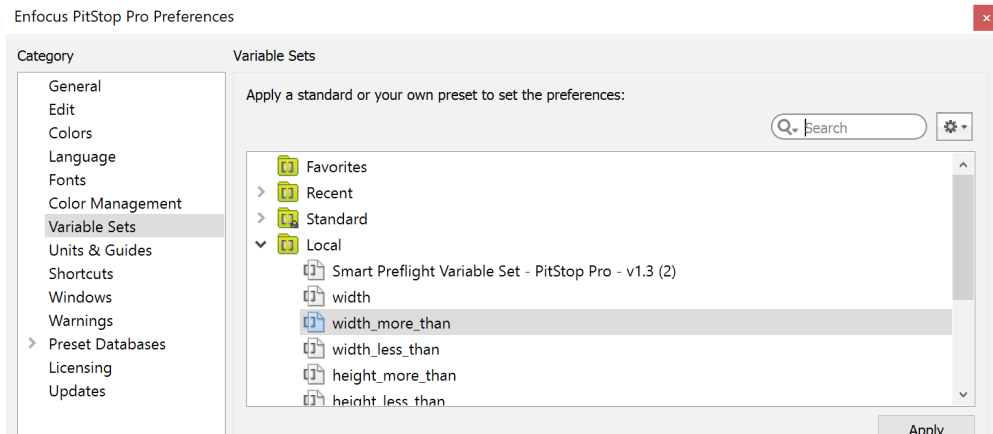 Enfocus PitStop Pro Preferences
Category
General
Edit
Colors
Language
Fonts
Color Management
Variable Sets
Units & Guides
Shortcuts
Windows
Warnings
Preset Databases
Licensing
Updates
Variable Sets
Apply a standard or your own preset to set the preferences:
Search
Favorites
Recent
Standard
Local
Smart Preflight Variable Set - PitStop Pro - v1.3 (2)
width
width_more_than
width_less_than
height_more_than
height_less_than
Apply